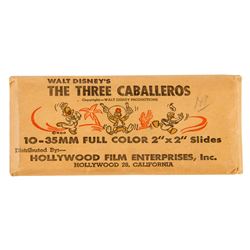 WALT DISNEY'S
THE THREE CABALLEROS
Copyright—WALT DISNEY PRODUCTIONS
10-35MM FULL COLOR 2"x 2" Slides
Distributed By:—
HOLLYWOOD FILM ENTERPRISES, Inc.
HOLLYWOOD 28, CALIFORNIA